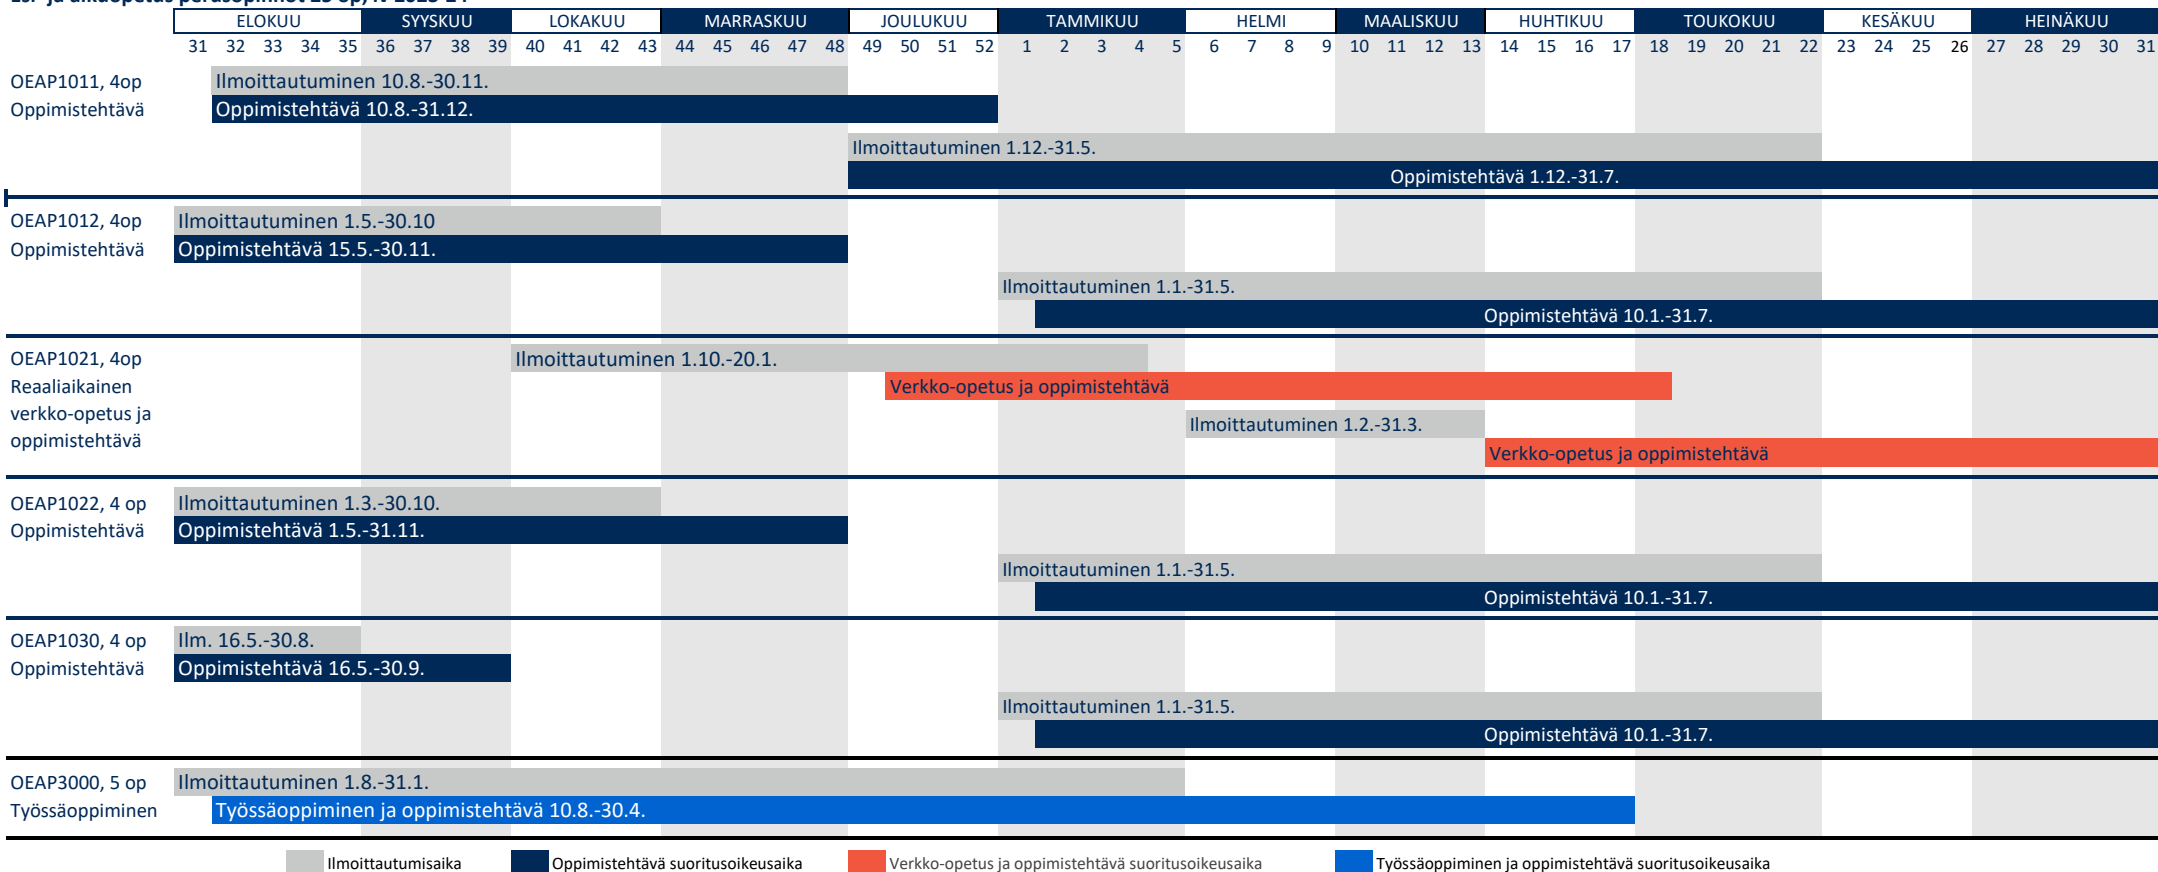 Esi- ja alkuopetus perusopinnot 25 op, 2023-24
ELOKUU SYYSKUU LOKAKUU MARRASKUU JOULUKUU TAMMIKUU HELMI MAALISKUU HUHTIKUU TOUKOKUU KESÄKUU HEINÄKUU
31 32 33 34 35 36 37 38 39 40 41 42 43 44 45 46 47 48 49 50 51 52 1 2 3 4 5 6 7 8 9 10 11 12 13 14 15 16 17 18 19 20 21 22 23 24 25 26 27 28 29 30 31
OEAP1011, 4op Ilmoittautuminen 10.8.-30.11.
Oppimistehtävä Oppimistehtävä 10.8.-31.12.
Ilmoittautuminen 1.12.-31.5.
Oppimistehtävä 1.12.-31.7.
OEAP1012, 4op Ilmoittautuminen 1.5.-30.10
Oppimistehtävä Oppimistehtävä 15.5.-30.11.
Ilmoittautuminen 1.1.-31.5.
Oppimistehtävä 10.1.-31.7.
OEAP1021, 4op Ilmoittautuminen 1.10.-20.1.
Reaaliaikainen Verkko-opetus ja oppimistehtävä
verkko-opetus ja Ilmoittautuminen 1.2.-31.3.
oppimistehtävä Verkko-opetus ja oppimistehtävä
OEAP1022, 4 op Ilmoittautuminen 1.3.-30.10.
Oppimistehtävä Oppimistehtävä 1.5.-31.11.
Ilmoittautuminen 1.1.-31.5.
Oppimistehtävä 10.1.-31.7.
OEAP1030, 4 op Ilm. 16.5.-30.8.
Oppimistehtävä Oppimistehtävä 16.5.-30.9.
Ilmoittautuminen 1.1.-31.5.
Oppimistehtävä 10.1.-31.7.
OEAP3000, 5 op Ilmoittautuminen 1.8.-31.1.
Työssäoppiminen Työssäoppiminen ja oppimistehtävä 10.8.-30.4.
Ilmoittautumisaika Oppimistehtävä suoritusoikeusaika Verkko-opetus ja oppimistehtävä suoritusoikeusaika Työssäoppiminen ja oppimistehtävä suoritusoikeusaika